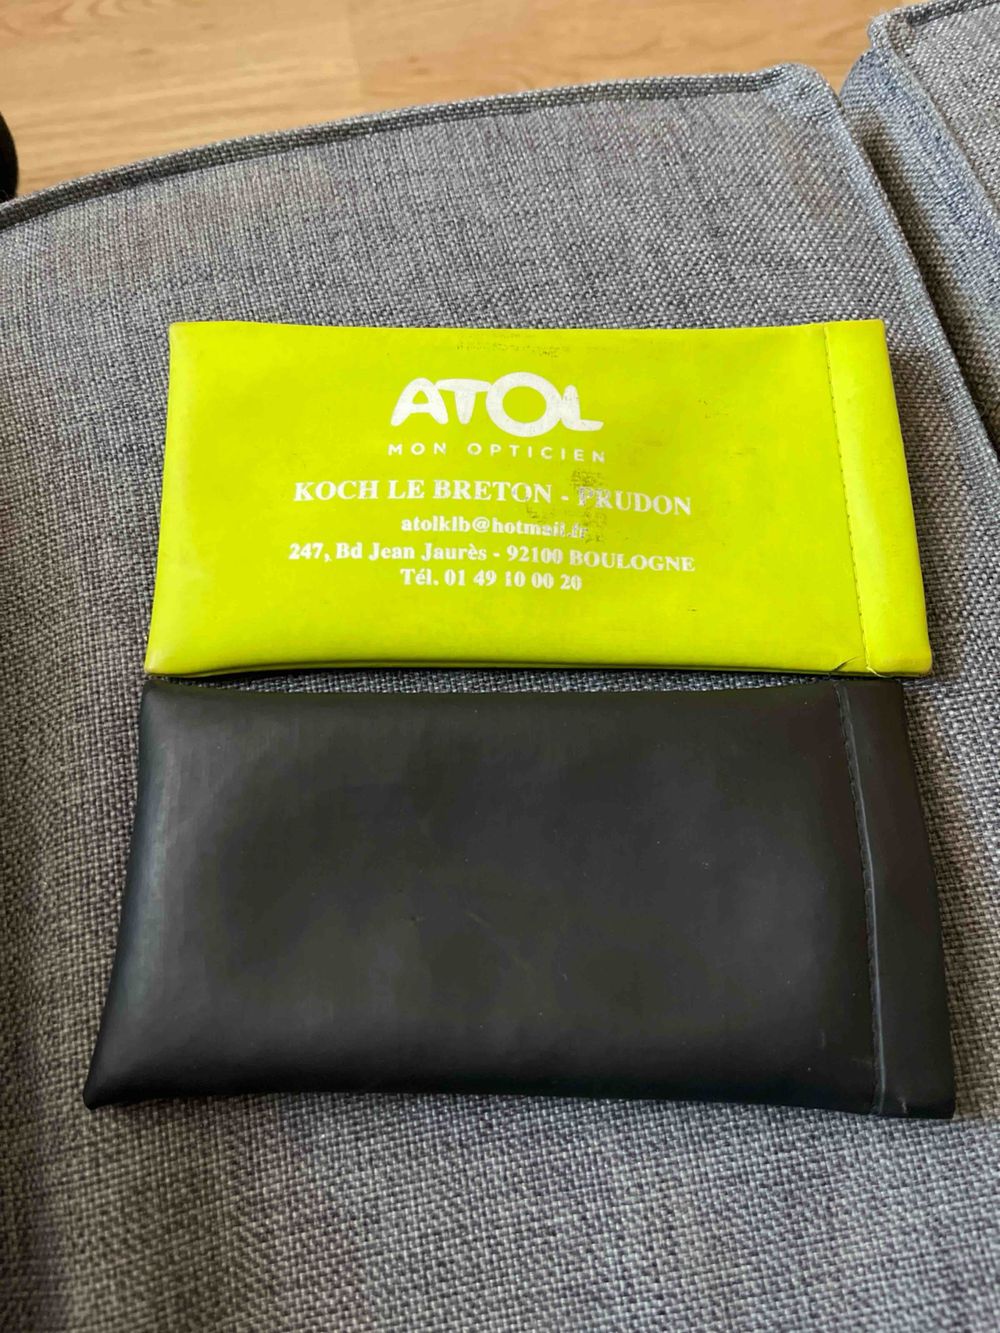 ATOL
MON OPTICIEN
KOCH LE BRETON - PRUDON
atolklb@hotmail.fr
247, Bd Jean Jaurès - 92100 BOULOGNE
Tél. 01 49 10 00 20